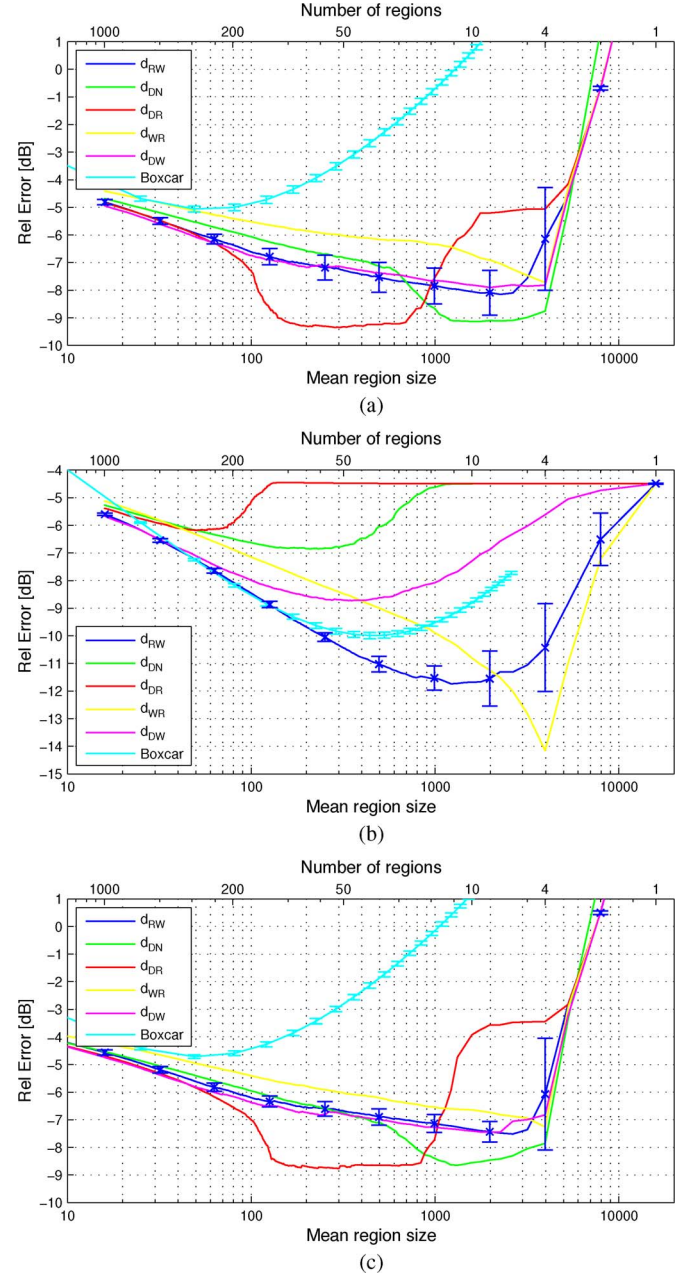 Number of regions
1000 200 50 10 4 1
1
0
−1
−2
−3
−4
−5
−6
−7
−8
−9
−10
Rel Error [dB]
dRW
dDN
dDR
dWR
dDW
Boxcar
10 100 1000 10000
Mean region size
(a)
Number of regions
1000 200 50 10 4 1
−4
−5
−6
−7
−8
−9
−10
−11
−12
−13
−14
−15
Rel Error [dB]
dRW
dDN
dDR
dWR
dDW
Boxcar
10 100 1000 10000
Mean region size
(b)
Number of regions
1000 200 50 10 4 1
1
0
−1
−2
−3
−4
−5
−6
−7
−8
−9
−10
Rel Error [dB]
dRW
dDN
dDR
dWR
dDW
Boxcar
10 100 1000 10000
Mean region size
(c)